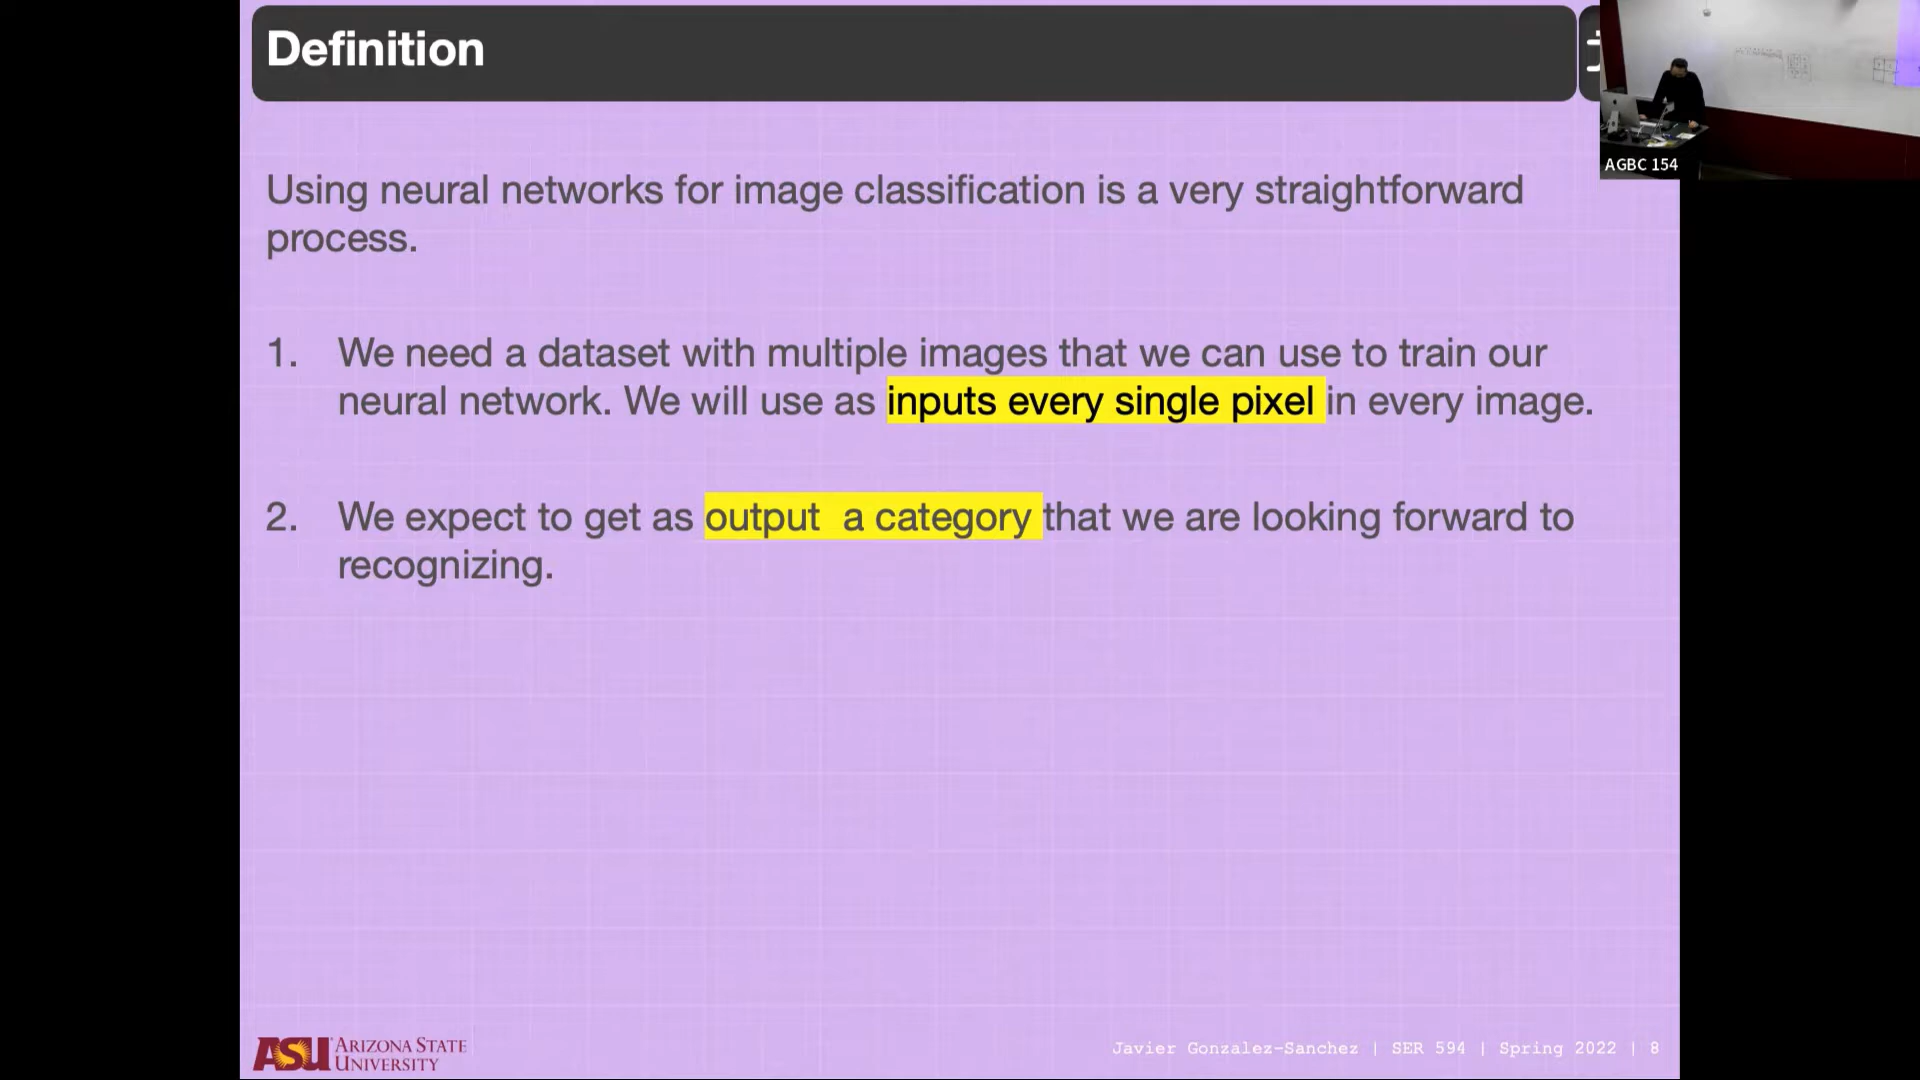 Definition
AGBC 154
Using neural networks for image classification is a very straightforward
process.
1. We need a dataset with multiple images that we can use to train our
neural network. We will use as inputs every single pixel in every image.
2. We expect to get as output a category that we are looking forward to
recognizing.
ASU ARIZONA STATE
UNIVERSITY
Javier Gonzalez-Sanchez | SER 594 | Spring 2022 | 8